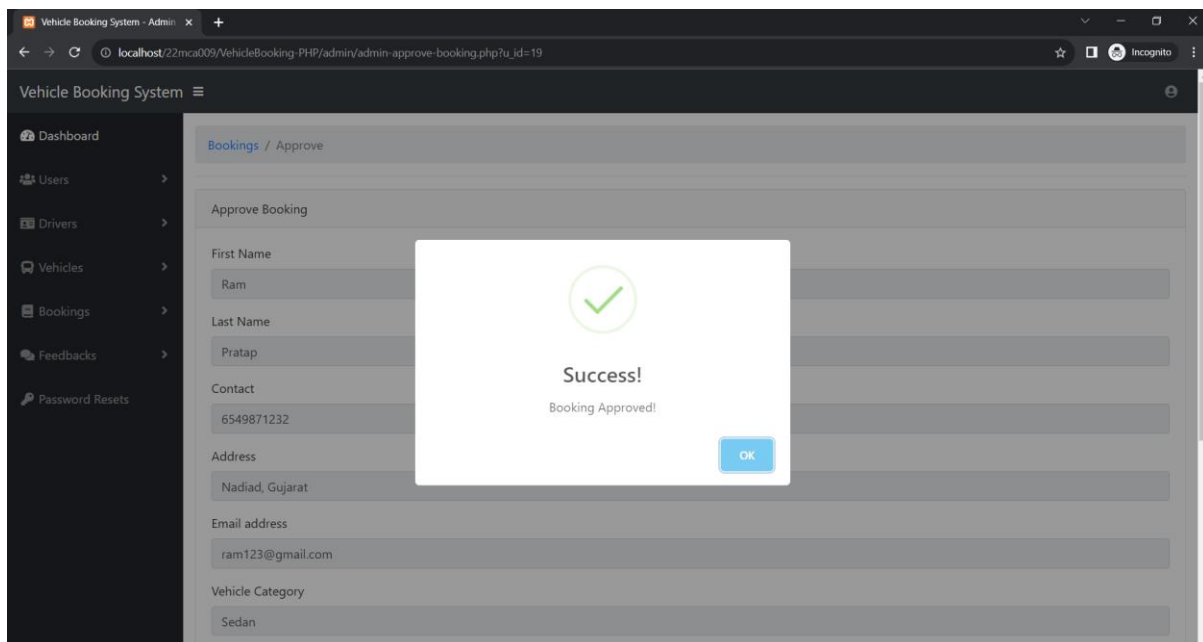 Vehicle Booking System - Admin
localhost/22mca009/VehicleBooking-PHP/admin/admin-approve-booking.php?u_id=19
Incognito
Vehicle Booking System
Dashboard
Users
Drivers
Vehicles
Bookings
Feedbacks
Password Resets
Bookings / Approve
Approve Booking
First Name
Ram
Last Name
Pratap
Contact
6549871232
Address
Nadiad, Gujarat
Email address
ram123@gmail.com
Vehicle Category
Sedan
Success!
Booking Approved!
OK